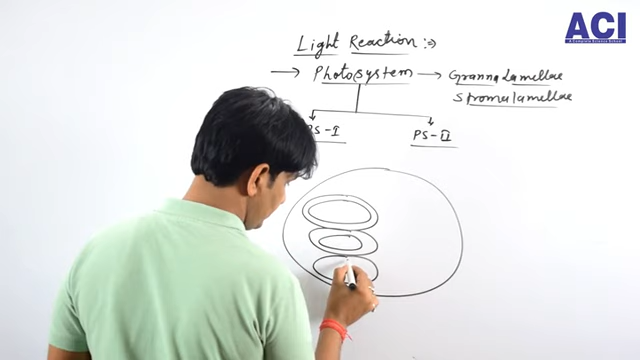 ACI
Light Reaction :⇒
→ Photosystem → Granna Lamellae
Stroma lamellae
PS-I PS-II